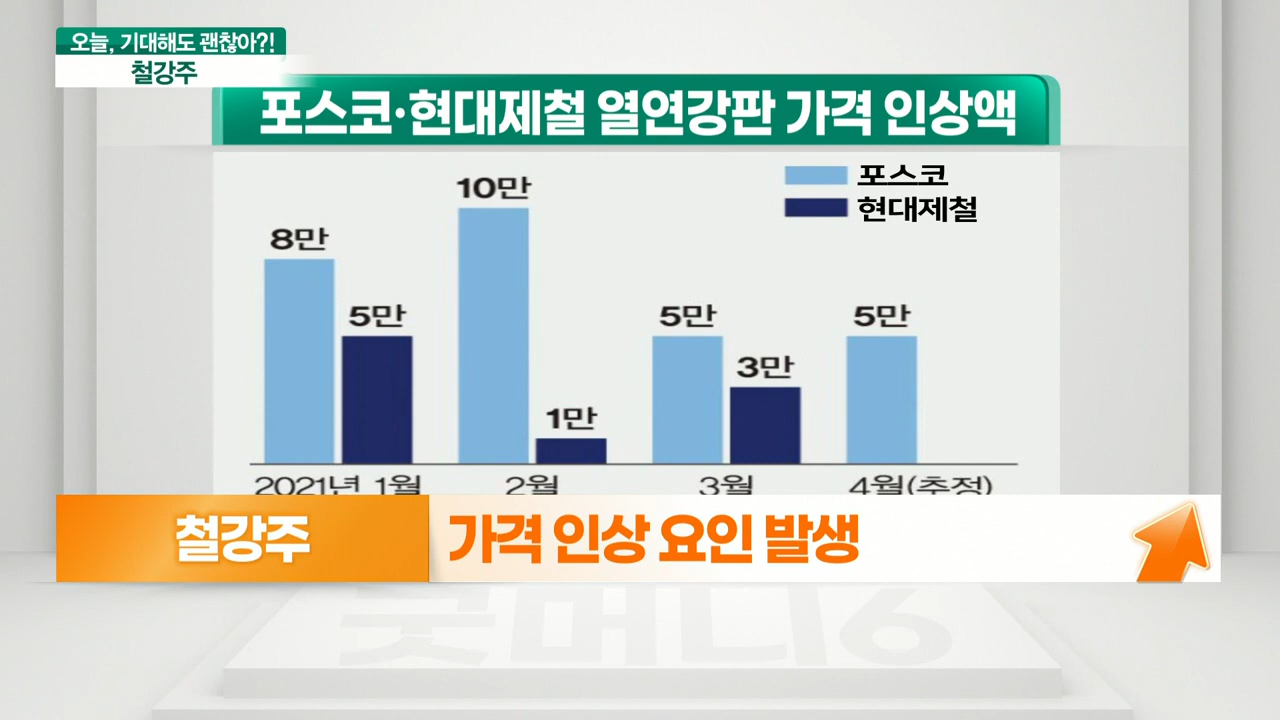 오늘, 기대해도 괜찮아?!
철강주
포스코·현대제철 열연강판 가격 인상액
포스코
현대제철
8만
5만
10만
1만
5만
3만
5만
2021년 1월
2월
3월
4월(추정)
철강주
가격 인상 요인 발생
굿머니6